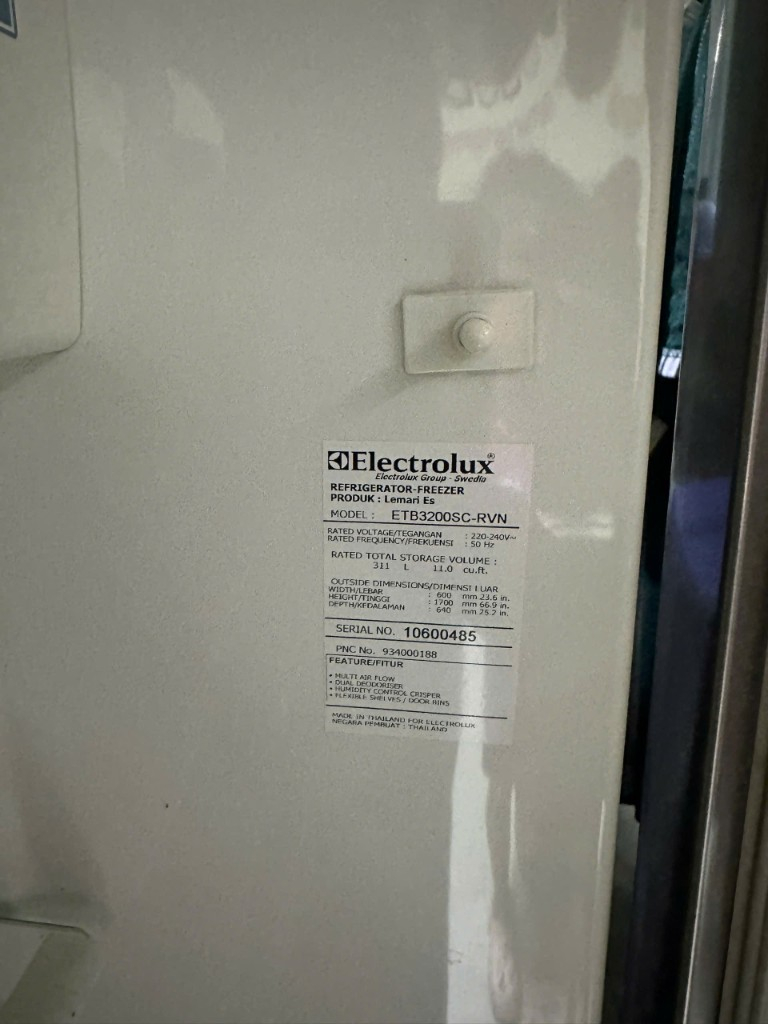 Electrolux®
Electrolux Group - Swedia
REFRIGERATOR-FREEZER
PRODUK : Lemari Es
MODEL : ETB3200SC-RVN
RATED VOLTAGE/TEGANGAN : 220-240V~
RATED FREQUENCY/FREKUENSI : 50 Hz
RATED TOTAL STORAGE VOLUME :
311 L 11.0 cu.ft.
OUTSIDE DIMENSIONS/DIMENSI LUAR
WIDTH/LEBAR : 600 mm 23.6 in.
HEIGHT/TINGGI : 1700 mm 66.9 in.
DEPTH/KEDALAMAN : 640 mm 25.2 in.
SERIAL NO. 10600485
PNC No. 934000188
FEATURE/FITUR
• MULTI AIR FLOW
• DUAL DEODORISER
• HUMIDITY CONTROL CRISPER
• FLEXIBLE SHELVES / DOOR BINS
MADE IN THAILAND FOR ELECTROLUX
NEGARA PEMBUAT : THAILAND